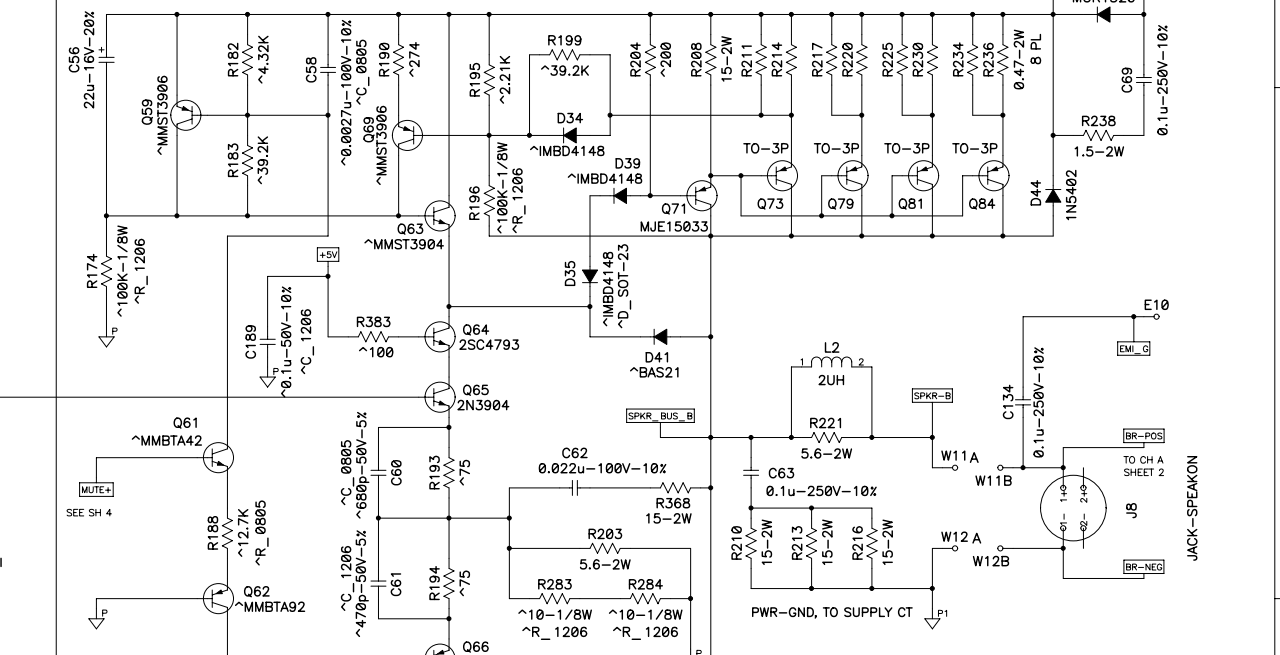 C56
22u-16V-20%
+
Q59
^MMST3906
R182
^4.32K
R183
^39.2K
C58
^0.0027u-100V-10%
^C_0805
R190
^274
Q69
^MMST3906
R195
^2.21K
R196
^100K-1/8W
^R_1206
R199
^39.2K
D34
^IMBD4148
D39
^IMBD4148
R204
^200
R208
15-2W
R211
R214
R217
R220
R225
R230
R234
R236
0.47-2W
8 PL
C69
0.1u-250V-10%
R238
1.5-2W
TO-3P
TO-3P
TO-3P
TO-3P
Q73
Q79
Q81
Q84
Q71
MJE15033
D44
1N5402
Q63
^MMST3904
R174
^100K-1/8W
^R_1206
P
+5V
C189
^0.1u-50V-10%
^C_1206
P
R383
^100
Q64
2SC4793
D35
^IMBD4148
^D_SOT-23
D41
^BAS21
Q65
2N3904
E10
EMI_G
C134
0.1u-250V-10%
L2
1
2
2UH
SPKR-B
SPKR_BUS_B
R221
5.6-2W
W11A
W11B
BR-POS
TO CH A
SHEET 2
Q61
^MMBTA42
MUTE+
SEE SH 4
R188
^12.7K
^R_0805
Q62
^MMBTA92
P
^C_0805
^680p-50V-5%
C60
R193
^75
^C_1206
^470p-50V-5%
C61
R194
^75
Q66
C62
0.022u-100V-10%
R368
15-2W
R203
5.6-2W
R283
^10-1/8W
^R_1206
R284
^10-1/8W
^R_1206
P
C63
0.1u-250V-10%
R210
15-2W
R213
15-2W
R216
15-2W
PWR-GND, TO SUPPLY CT
P1
W12A
W12B
1+
2+
1-
2-
J8
JACK-SPEAKON
BR-NEG